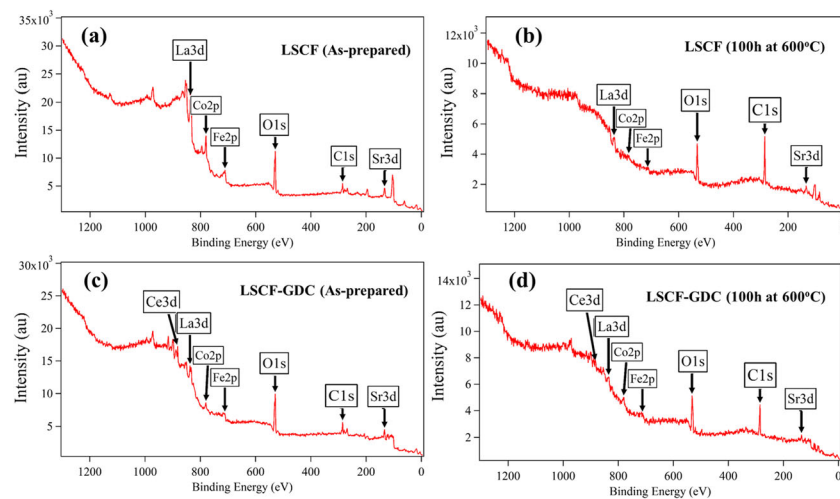 (a)
LSCF (As-prepared)
35x10³
30
25
20
15
10
5
Intensity (au)
La3d
Co2p
Fe2p
O1s
C1s
Sr3d
1200 1000 800 600 400 200 0
Binding Energy (eV)
(b)
LSCF (100h at 600°C)
12x10³
10
8
6
4
2
Intensity (au)
La3d
Co2p
Fe2p
O1s
C1s
Sr3d
1200 1000 800 600 400 200 0
Binding Energy (eV)
(c)
LSCF-GDC (As-prepared)
30x10³
25
20
15
10
5
Intensity (au)
Ce3d
La3d
Co2p
Fe2p
O1s
C1s
Sr3d
1200 1000 800 600 400 200 0
Binding Energy (eV)
(d)
LSCF-GDC (100h at 600°C)
14x10³
12
10
8
6
4
2
Intensity (au)
Ce3d
La3d
Co2p
Fe2p
O1s
C1s
Sr3d
1200 1000 800 600 400 200 0
Binding Energy (eV)